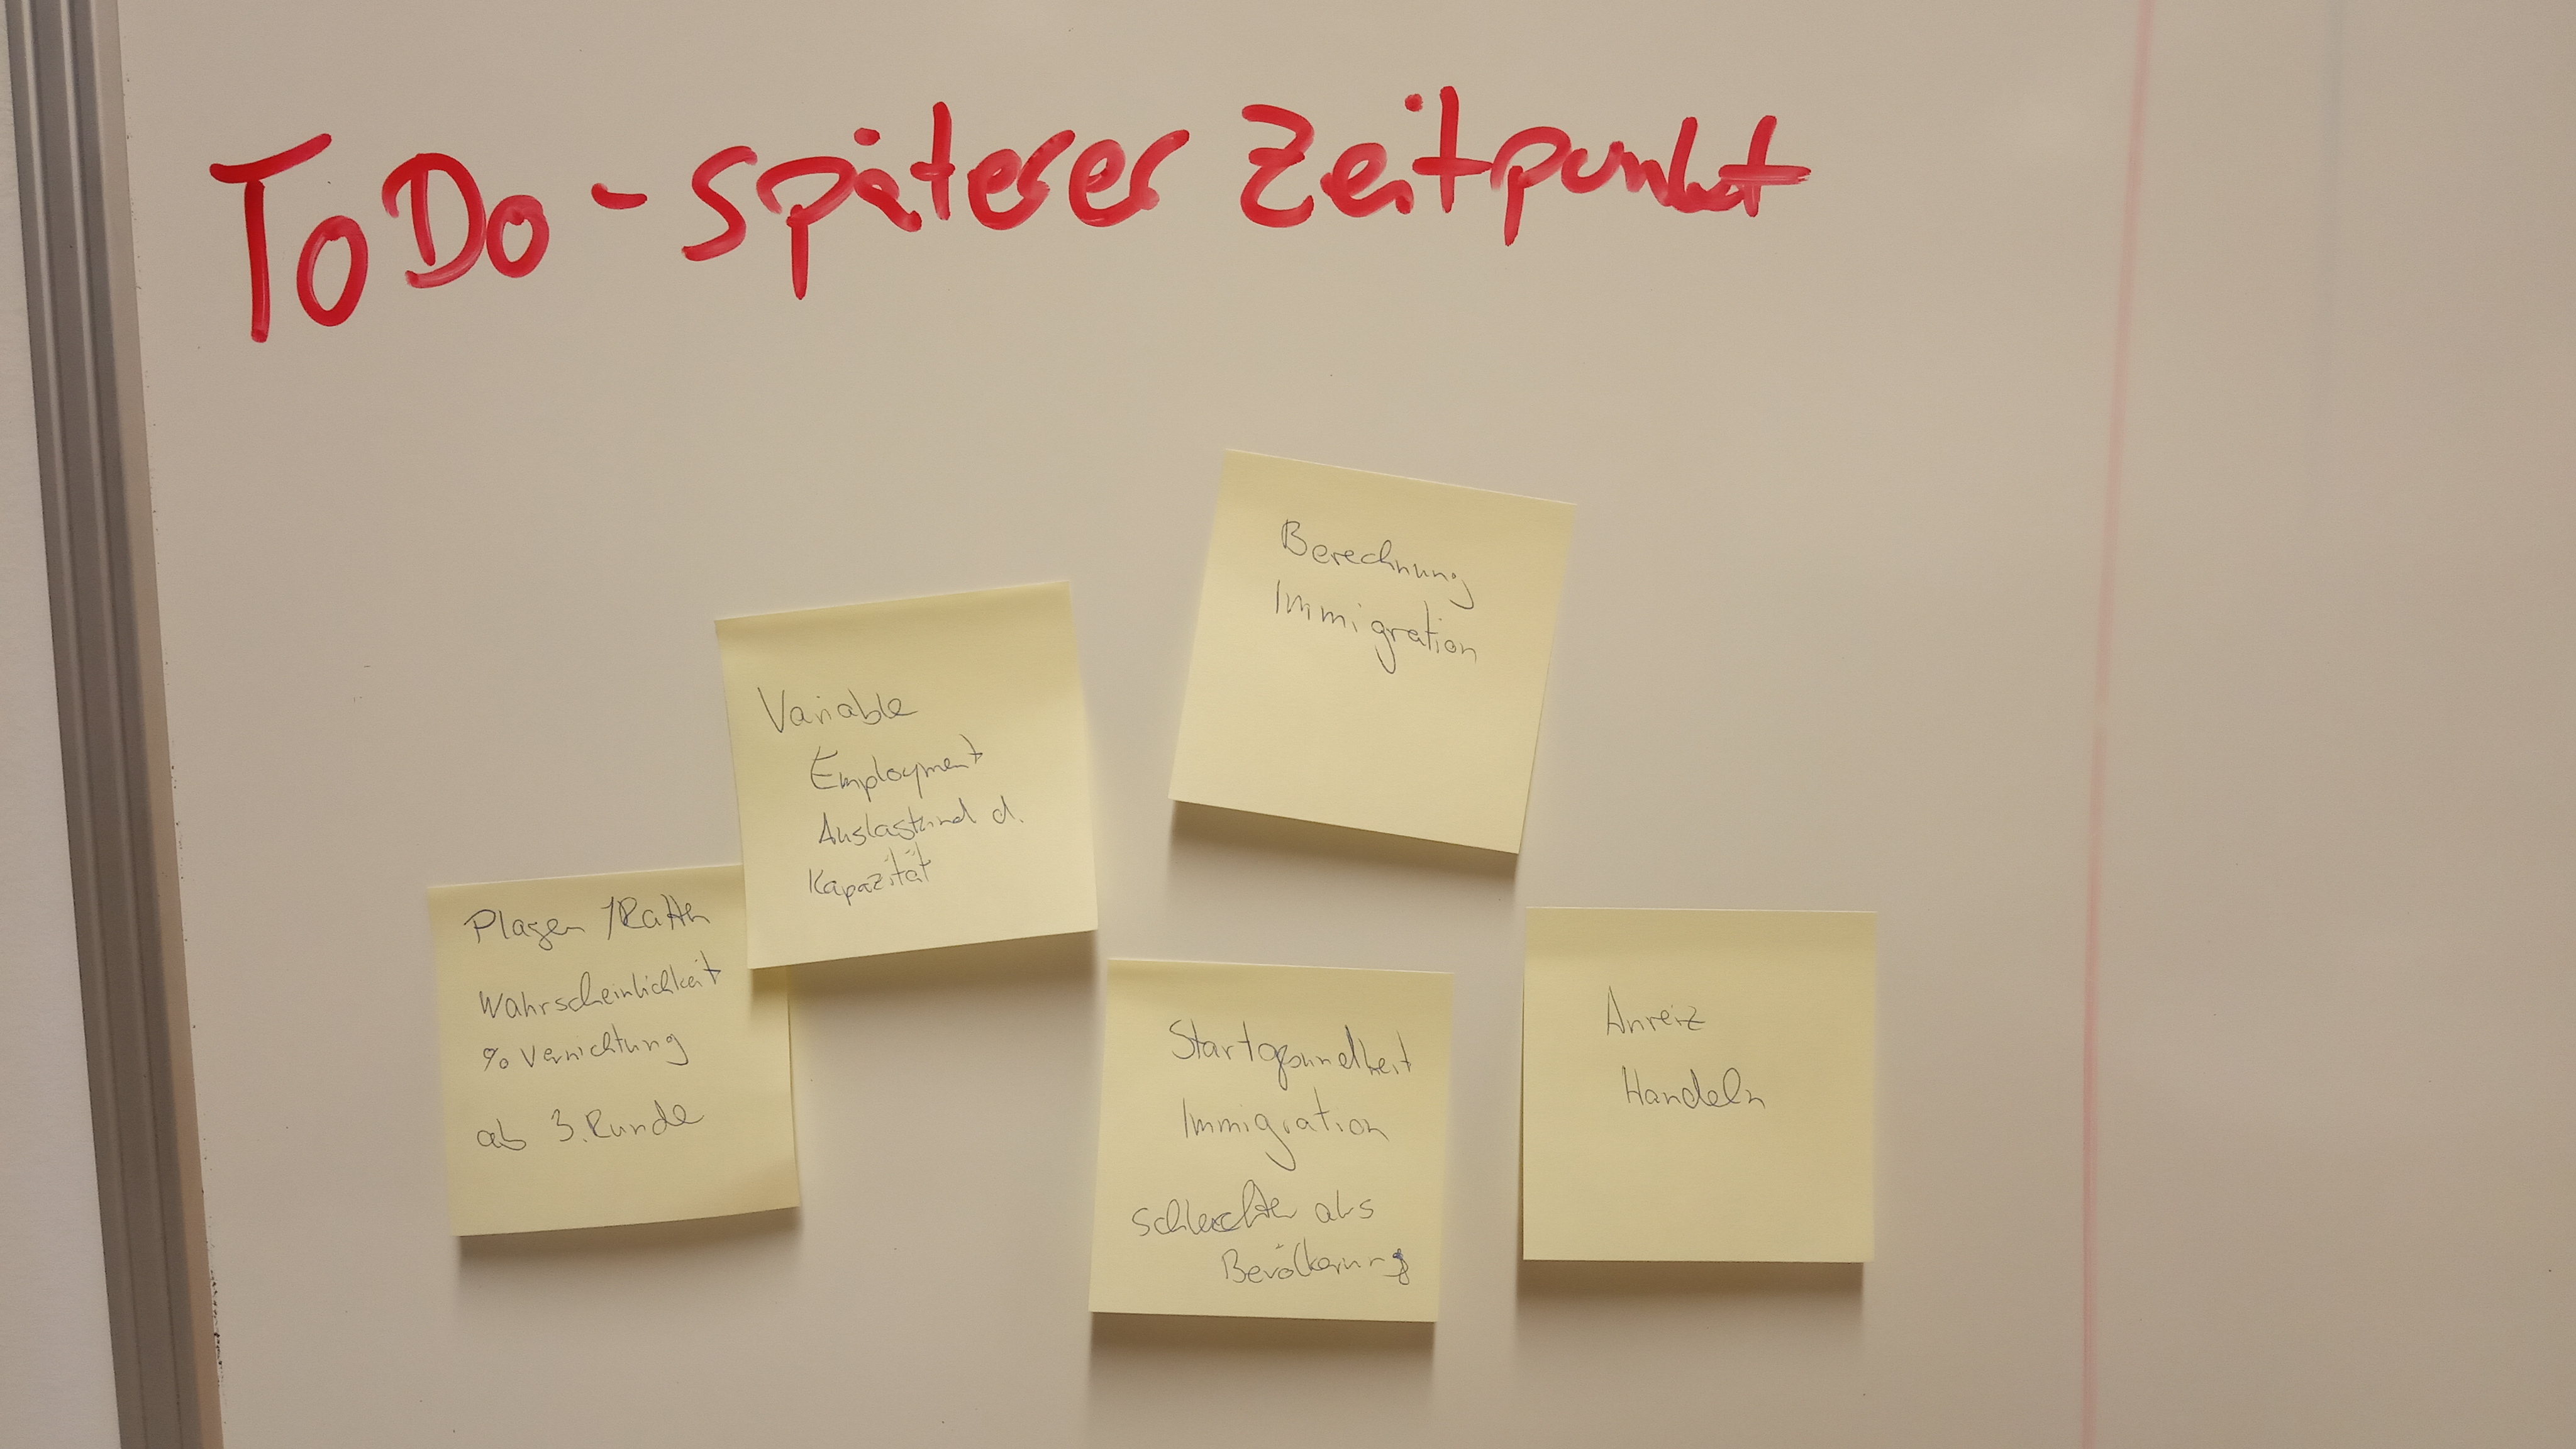 ToDo - späterer Zeitpunkt
Berechnung
Immigration
Variable
Employment
Auslastund d.
Kapazität
Plagen / Ratten
Wahrscheinlichkeit
% Vernichtung
ab 3. Runde
Startgesundheit
Immigration
schlechter als
Bevölkerung
Anreiz
Handeln